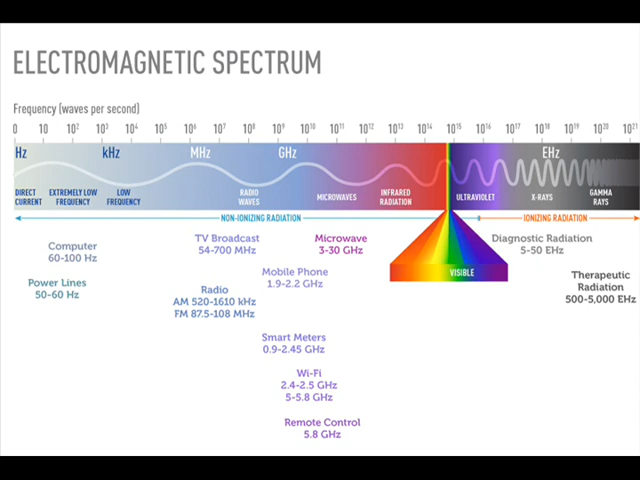 ELECTROMAGNETIC SPECTRUM
Frequency (waves per second)
0 10 10² 10³ 10⁴ 10⁵ 10⁶ 10⁷ 10⁸ 10⁹ 10¹⁰ 10¹¹ 10¹² 10¹³ 10¹⁴ 10¹⁵ 10¹⁶ 10¹⁷ 10¹⁸ 10¹⁹ 10²⁰ 10²¹
Hz kHz MHz GHz EHz
DIRECT CURRENT
EXTREMELY LOW FREQUENCY
LOW FREQUENCY
RADIO WAVES
MICROWAVES
INFRARED RADIATION
ULTRAVIOLET
X-RAYS
GAMMA RAYS
NON-IONIZING RADIATION
IONIZING RADIATION
VISIBLE
Computer
60-100 Hz
Power Lines
50-60 Hz
TV Broadcast
54-700 MHz
Radio
AM 520-1610 kHz
FM 87.5-108 MHz
Microwave
3-30 GHz
Mobile Phone
1.9-2.2 GHz
Smart Meters
0.9-2.45 GHz
Wi-Fi
2.4-2.5 GHz
5-5.8 GHz
Remote Control
5.8 GHz
Diagnostic Radiation
5-50 EHz
Therapeutic
Radiation
500-5,000 EHz